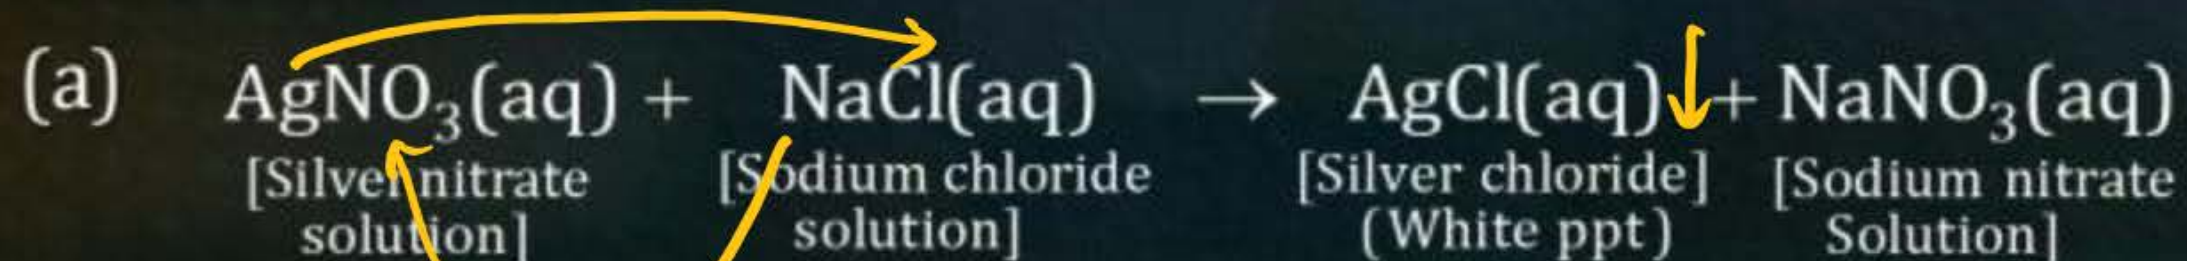 (a) AgNO₃(aq) + NaCl(aq) → AgCl(aq)↓ + NaNO₃(aq)
[Silver nitrate [Sodium chloride [Silver chloride] [Sodium nitrate
solution] solution] (White ppt) Solution]